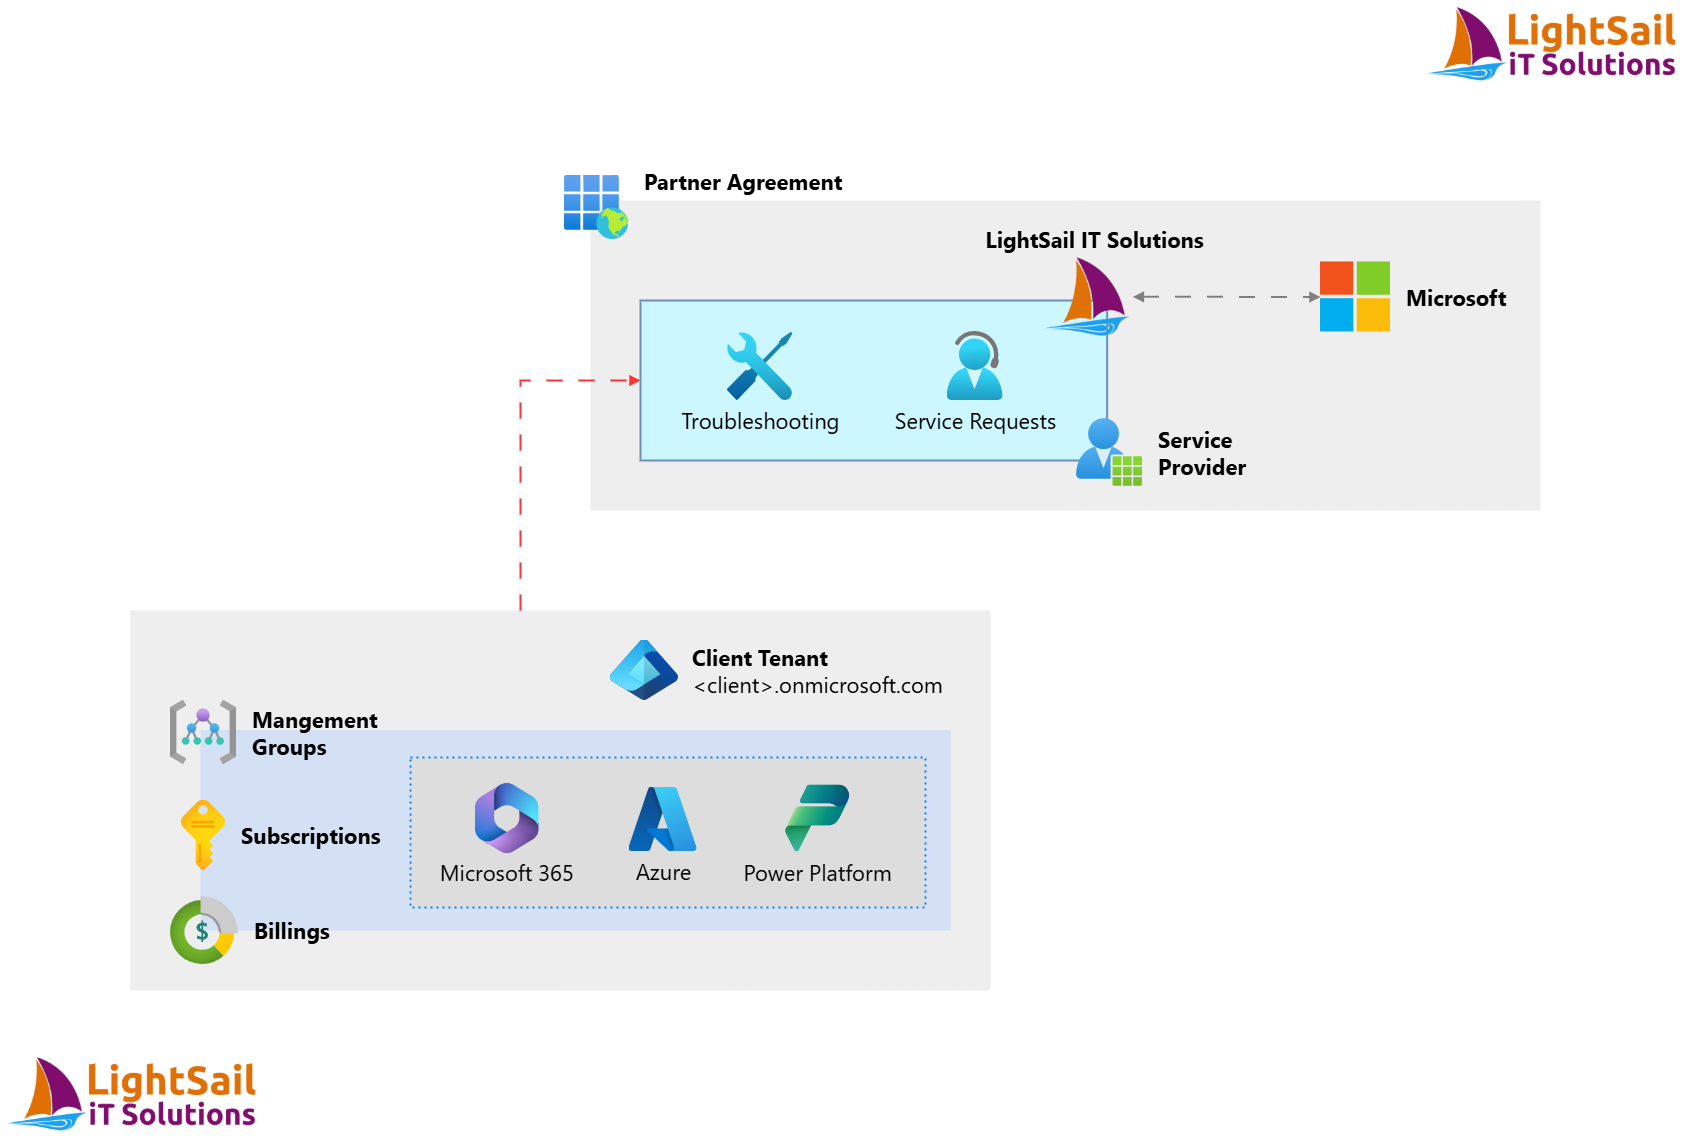 LightSail
iT Solutions
Partner Agreement
LightSail IT Solutions
Microsoft
Troubleshooting
Service Requests
Service
Provider
Client Tenant
<client>.onmicrosoft.com
Mangement
Groups
Subscriptions
Microsoft 365
Azure
Power Platform
$
Billings
LightSail
iT Solutions